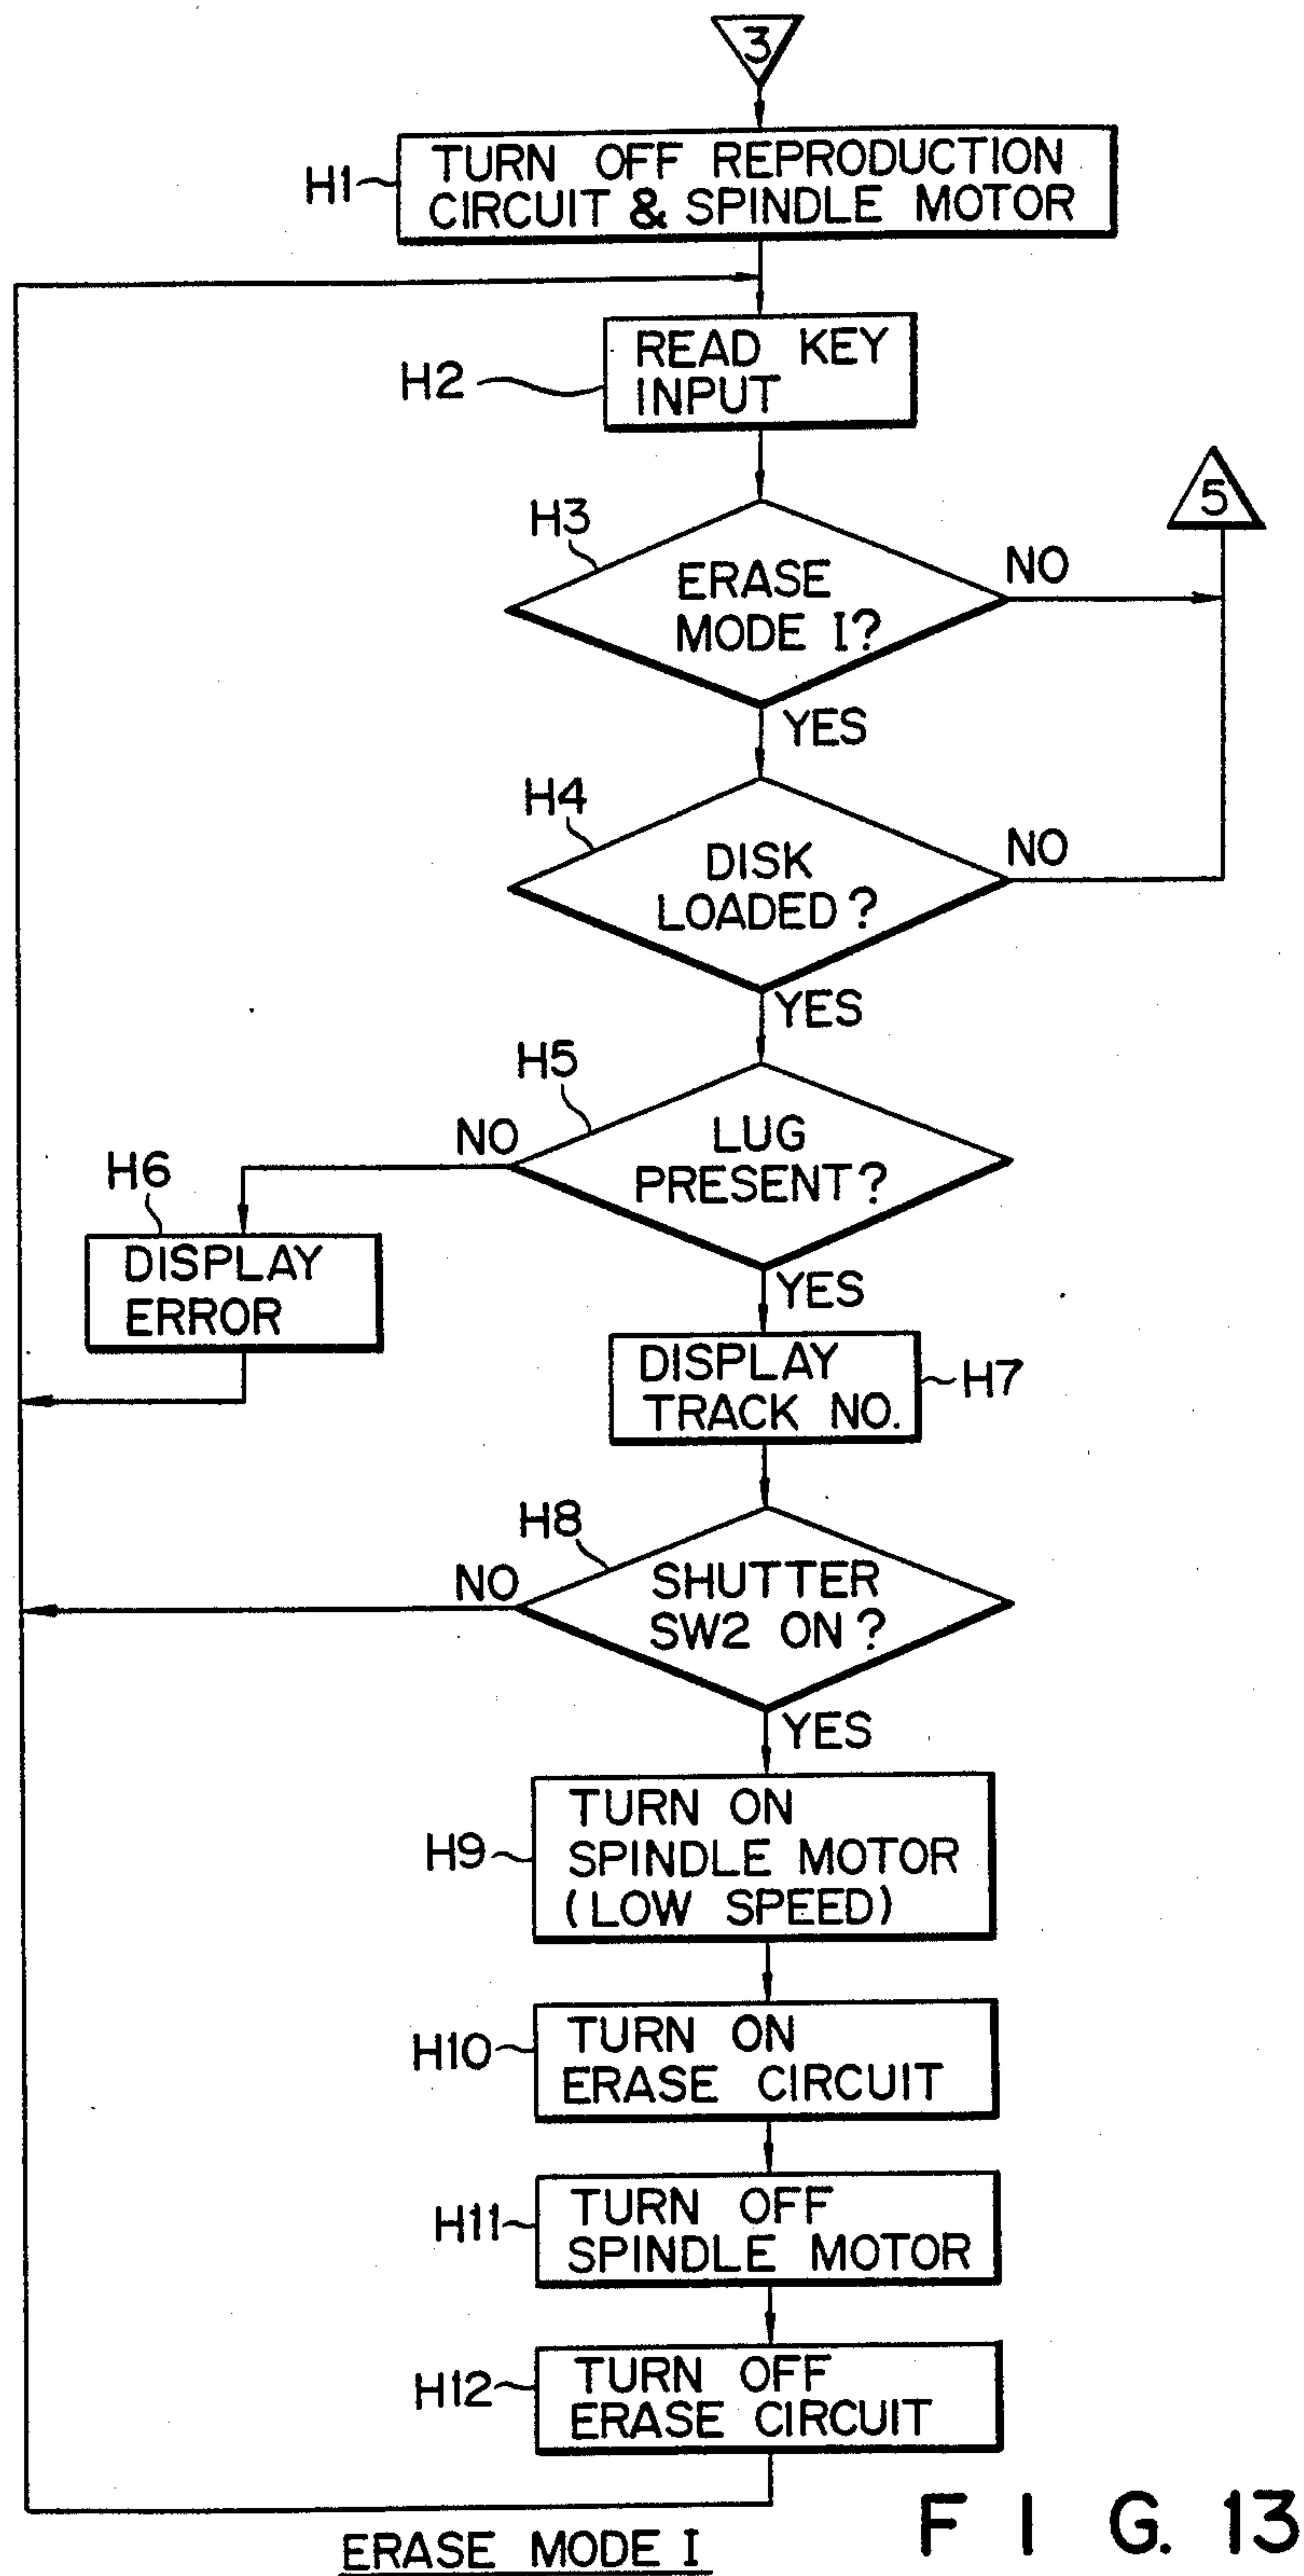 3
H1
TURN OFF REPRODUCTION
CIRCUIT & SPINDLE MOTOR
H2
READ KEY
INPUT
5
H3
ERASE
MODE I?
NO
YES
H4
DISK
LOADED?
NO
YES
H5
NO
LUG
PRESENT?
YES
H6
DISPLAY
ERROR
DISPLAY
TRACK NO.
H7
H8
NO
SHUTTER
SW2 ON?
YES
H9
TURN ON
SPINDLE MOTOR
(LOW SPEED)
H10
TURN ON
ERASE CIRCUIT
H11
TURN OFF
SPINDLE MOTOR
H12
TURN OFF
ERASE CIRCUIT
ERASE MODE I
FIG. 13